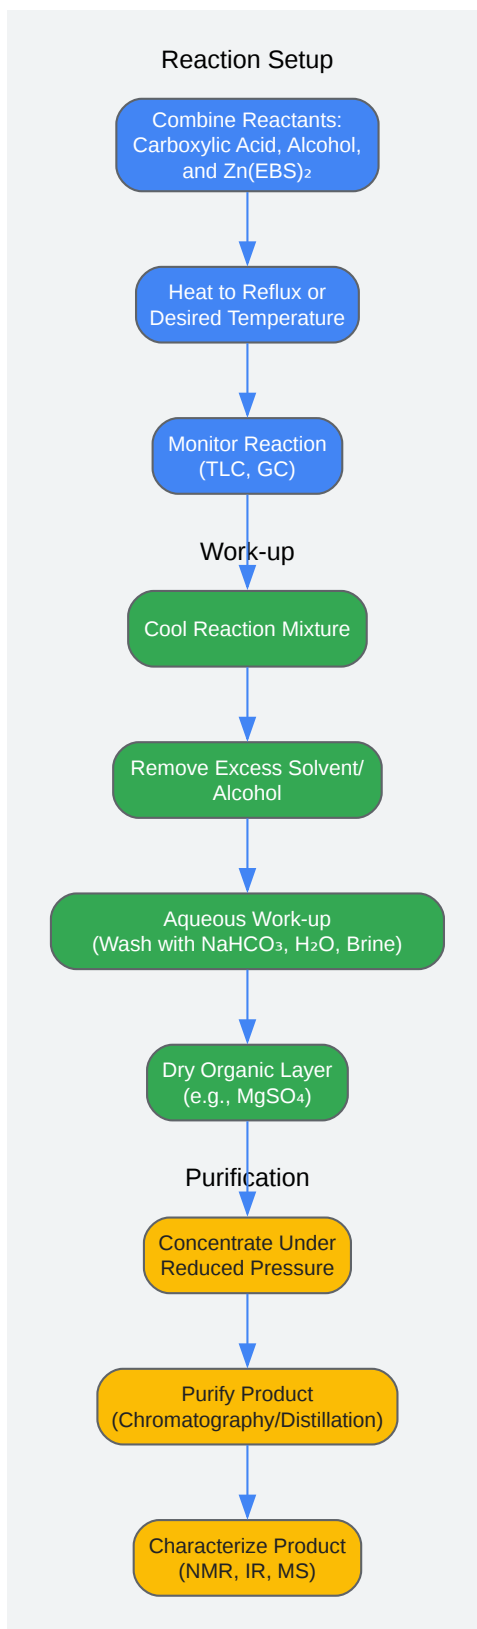 Reaction Setup
Combine Reactants:
Carboxylic Acid, Alcohol,
and Zn(EBS)₂
Heat to Reflux or
Desired Temperature
Monitor Reaction
(TLC, GC)
Work-up
Cool Reaction Mixture
Remove Excess Solvent/
Alcohol
Aqueous Work-up
(Wash with NaHCO₃, H₂O, Brine)
Dry Organic Layer
(e.g., MgSO₄)
Purification
Concentrate Under
Reduced Pressure
Purify Product
(Chromatography/Distillation)
Characterize Product
(NMR, IR, MS)